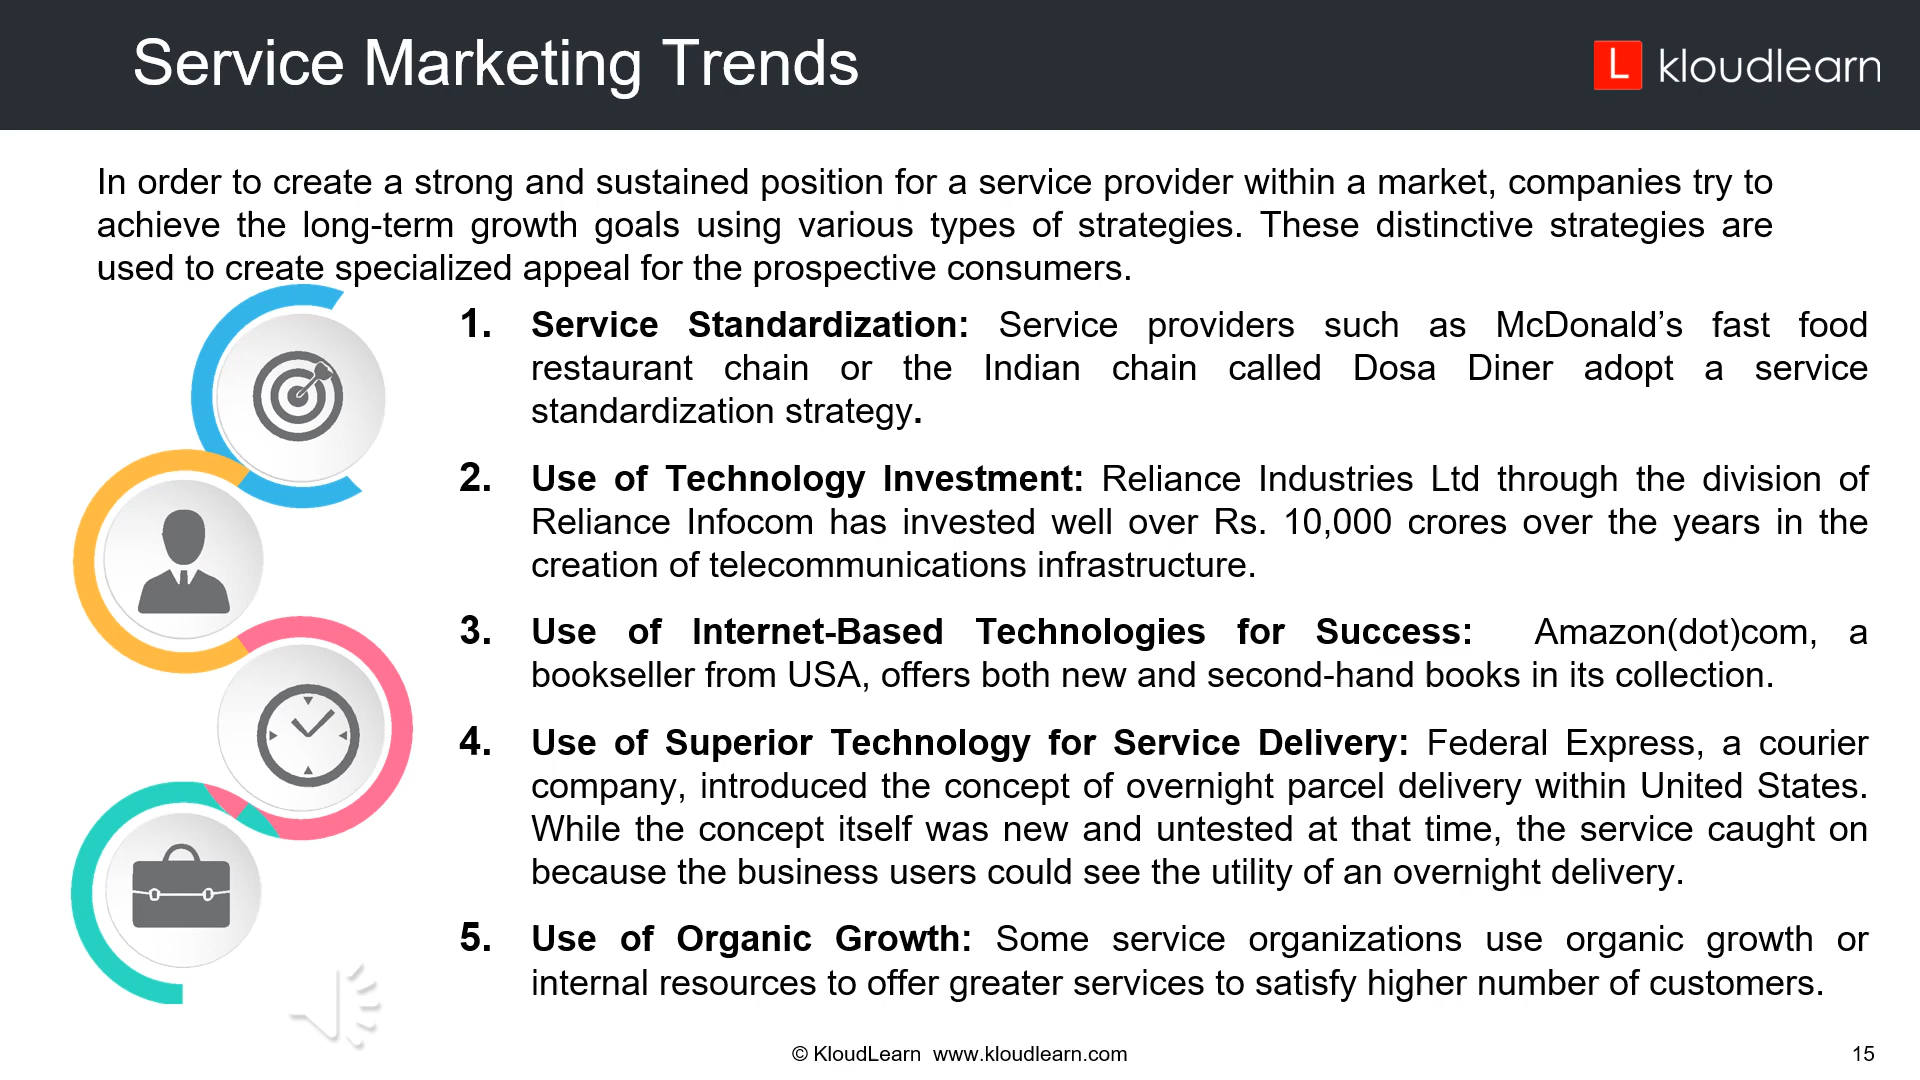 Service Marketing Trends
L kloudlearn
In order to create a strong and sustained position for a service provider within a market, companies try to
achieve the long-term growth goals using various types of strategies. These distinctive strategies are
used to create specialized appeal for the prospective consumers.
1. Service Standardization: Service providers such as McDonald’s fast food
restaurant chain or the Indian chain called Dosa Diner adopt a service
standardization strategy.
2. Use of Technology Investment: Reliance Industries Ltd through the division of
Reliance Infocom has invested well over Rs. 10,000 crores over the years in the
creation of telecommunications infrastructure.
3. Use of Internet-Based Technologies for Success: Amazon(dot)com, a
bookseller from USA, offers both new and second-hand books in its collection.
4. Use of Superior Technology for Service Delivery: Federal Express, a courier
company, introduced the concept of overnight parcel delivery within United States.
While the concept itself was new and untested at that time, the service caught on
because the business users could see the utility of an overnight delivery.
5. Use of Organic Growth: Some service organizations use organic growth or
internal resources to offer greater services to satisfy higher number of customers.
© KloudLearn www.kloudlearn.com
15